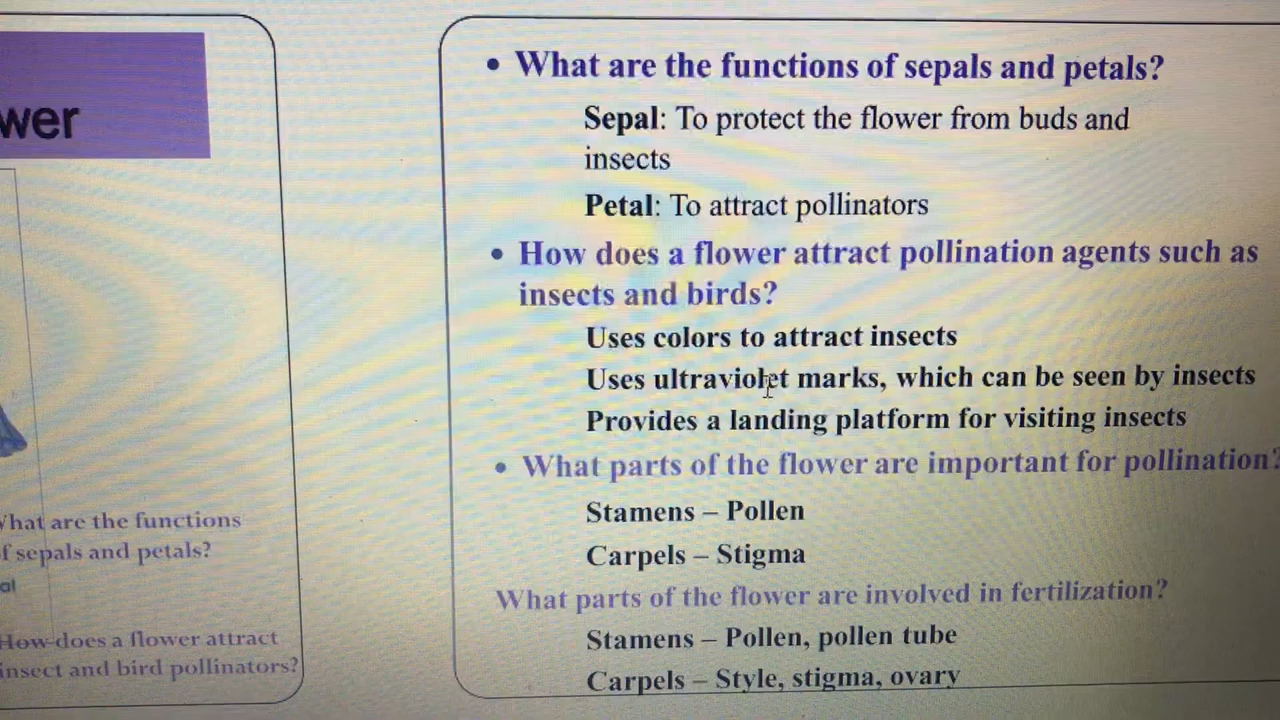 wer
What are the functions
of sepals and petals?
al
How does a flower attract
insect and bird pollinators?
• What are the functions of sepals and petals?
Sepal: To protect the flower from buds and
insects
Petal: To attract pollinators
• How does a flower attract pollination agents such as
insects and birds?
Uses colors to attract insects
Uses ultraviolet marks, which can be seen by insects
Provides a landing platform for visiting insects
• What parts of the flower are important for pollination?
Stamens – Pollen
Carpels – Stigma
What parts of the flower are involved in fertilization?
Stamens – Pollen, pollen tube
Carpels – Style, stigma, ovary